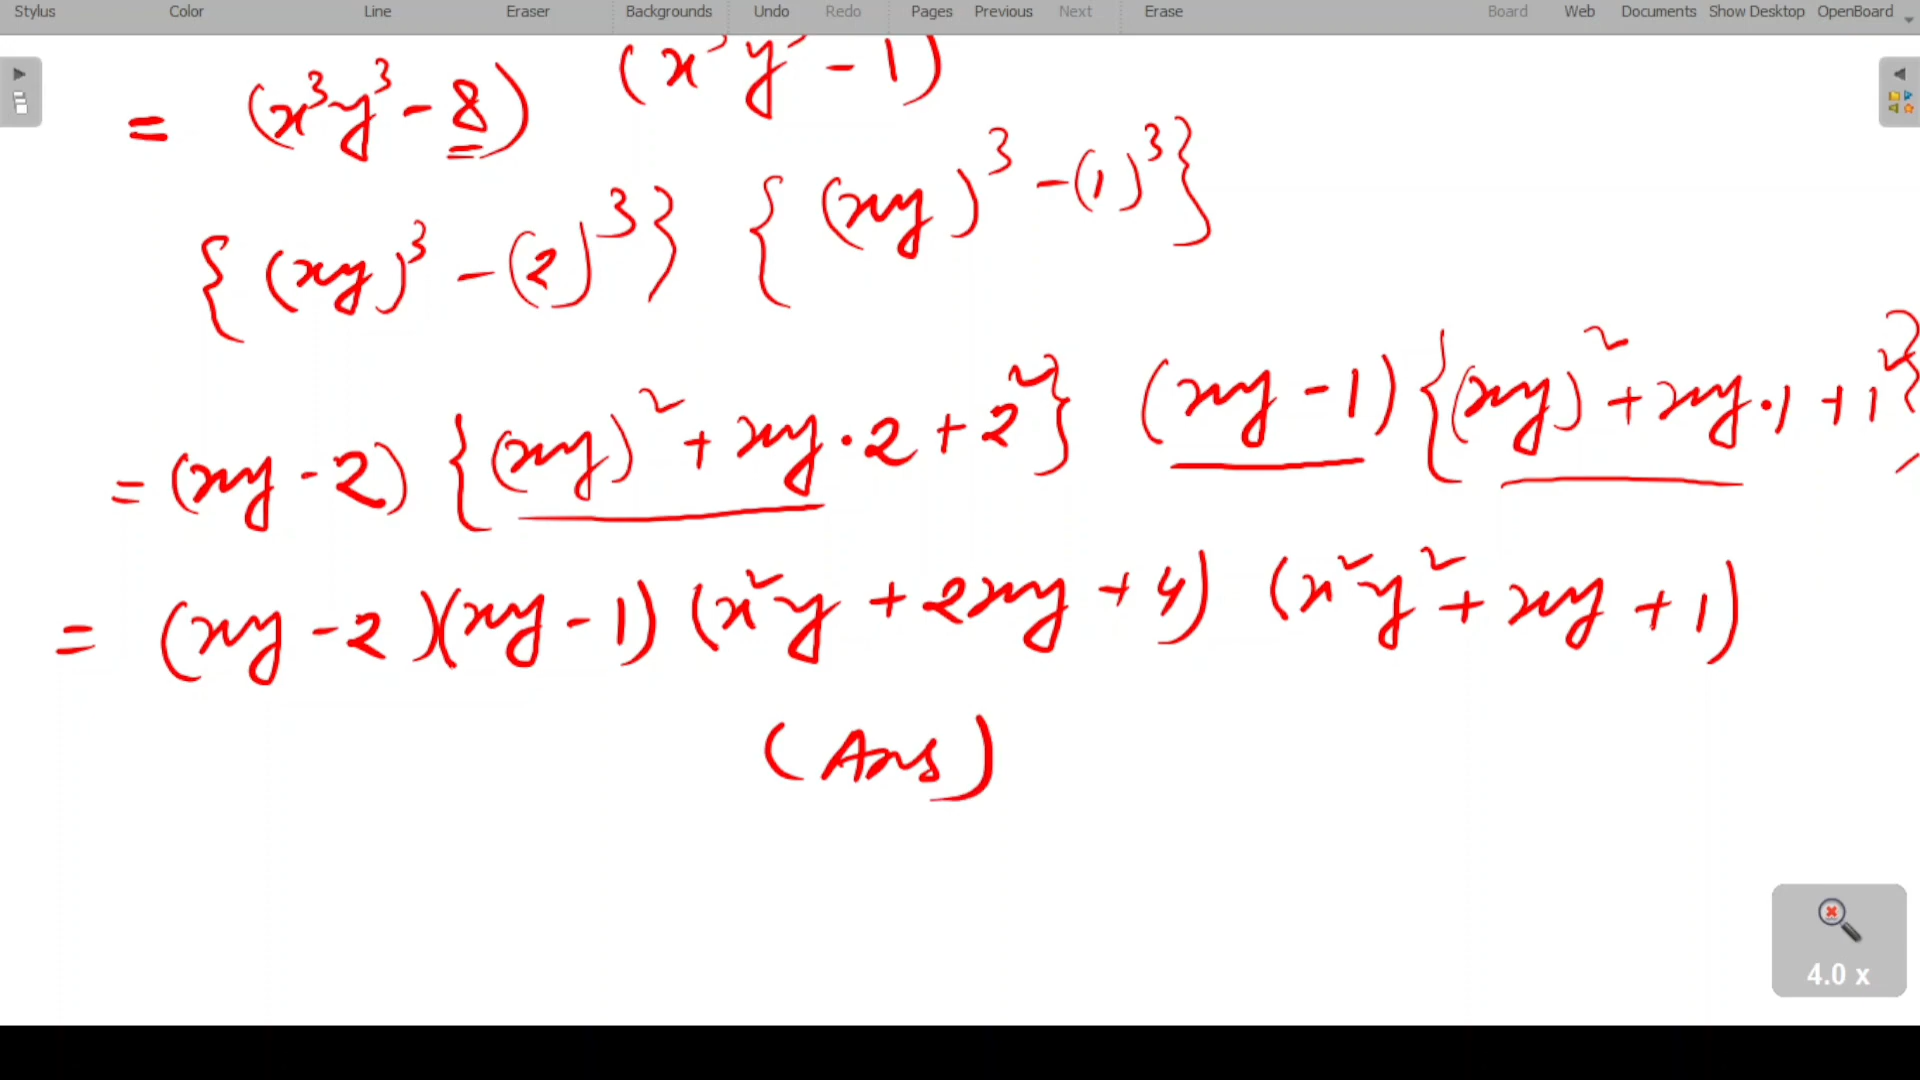 Stylus Color Line Eraser Backgrounds Undo Redo Pages Previous Next Erase Board Web Documents Show Desktop OpenBoard
= (x³y³ - 8) (x³y³ - 1)
{(xy)³ - (2)³} {(xy)³ - (1)³}
= (xy - 2) {(xy)² + xy · 2 + 2²} (xy - 1) {(xy)² + xy · 1 + 1²}
= (xy - 2)(xy - 1) (x²y + 2xy + 4) (x²y² + xy + 1)
(Ans)
4.0 x